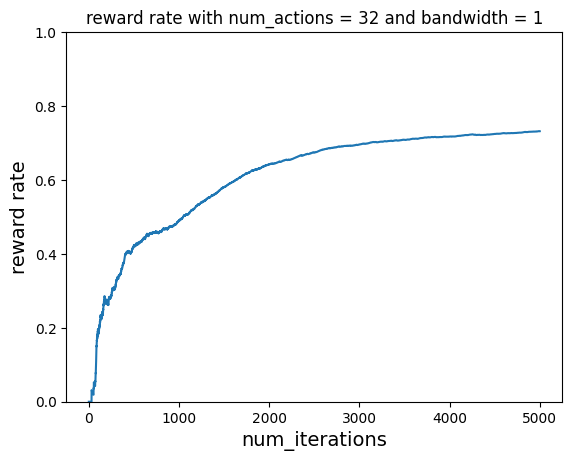 reward rate with num_actions = 32 and bandwidth = 1
1.0
0.8
0.6
0.4
0.2
0.0
reward rate
0 1000 2000 3000 4000 5000
num_iterations